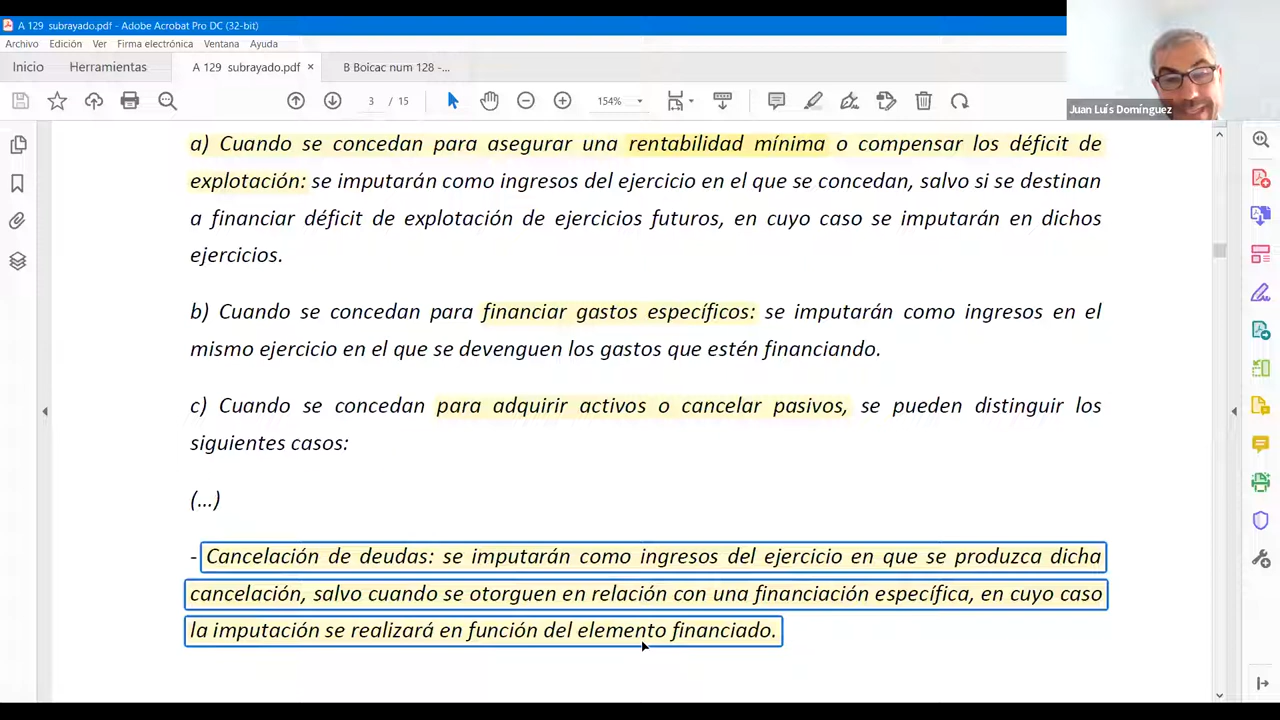 A 129 subrayado.pdf - Adobe Acrobat Pro DC (32-bit)
Archivo Edición Ver Firma electrónica Ventana Ayuda
Inicio Herramientas A 129 subrayado.pdf × B Boicac num 128 -...
3 / 15 154%
Juan Luís Domínguez
a) Cuando se concedan para asegurar una rentabilidad mínima o compensar los déficit de
explotación: se imputarán como ingresos del ejercicio en el que se concedan, salvo si se destinan
a financiar déficit de explotación de ejercicios futuros, en cuyo caso se imputarán en dichos
ejercicios.
b) Cuando se concedan para financiar gastos específicos: se imputarán como ingresos en el
mismo ejercicio en el que se devenguen los gastos que estén financiando.
c) Cuando se concedan para adquirir activos o cancelar pasivos, se pueden distinguir los
siguientes casos:
(...)
- Cancelación de deudas: se imputarán como ingresos del ejercicio en que se produzca dicha
cancelación, salvo cuando se otorguen en relación con una financiación específica, en cuyo caso
la imputación se realizará en función del elemento financiado.